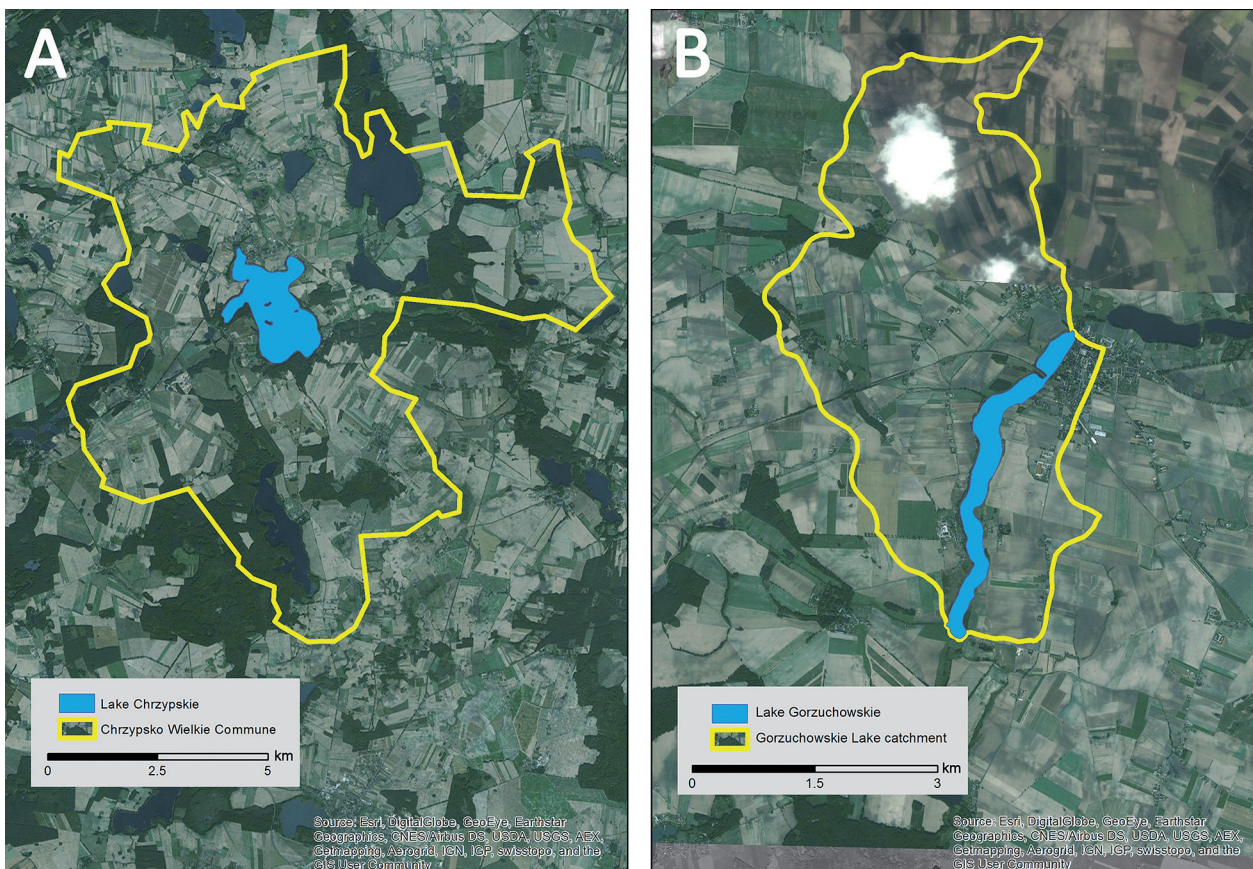 A
Lake Chrzypskie
Chrzypsko Wielkie Commune
km
0 2.5 5
Source: Esri, DigitalGlobe, GeoEye, Earthstar
Geographics, CNES/Airbus DS, USDA, USGS, AEX,
Getmapping, Aerogrid, IGN, IGP, swisstopo, and the
GIS User Community
B
Lake Gorzuchowskie
Gorzuchowskie Lake catchment
km
0 1.5 3
Source: Esri, DigitalGlobe, GeoEye, Earthstar
Geographics, CNES/Airbus DS, USDA, USGS, AEX,
Getmapping, Aerogrid, IGN, IGP, swisstopo, and the
GIS User Community